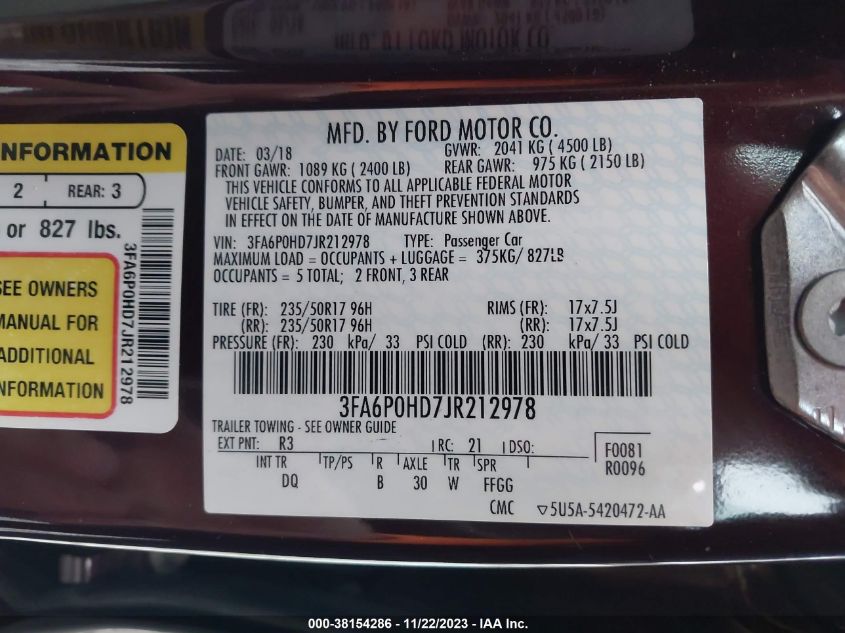 MFD. BY FORD MOTOR CO.
NFORMATION
2 REAR: 3
or 827 lbs.
SEE OWNERS
MANUAL FOR
ADDITIONAL
INFORMATION
3FA6P0HD7JR212978
MFD. BY FORD MOTOR CO.
DATE: 03/18 GVWR: 2041 KG ( 4500 LB)
FRONT GAWR: 1089 KG ( 2400 LB) REAR GAWR: 975 KG ( 2150 LB)
THIS VEHICLE CONFORMS TO ALL APPLICABLE FEDERAL MOTOR
VEHICLE SAFETY, BUMPER, AND THEFT PREVENTION STANDARDS
IN EFFECT ON THE DATE OF MANUFACTURE SHOWN ABOVE.
VIN: 3FA6P0HD7JR212978 TYPE: Passenger Car
MAXIMUM LOAD = OCCUPANTS + LUGGAGE = 375KG/ 827LB
OCCUPANTS = 5 TOTAL; 2 FRONT, 3 REAR
TIRE (FR): 235/50R17 96H RIMS (FR): 17x7.5J
(RR): 235/50R17 96H (RR): 17x7.5J
PRESSURE (FR): 230 kPa/ 33 PSI COLD (RR): 230 kPa/ 33 PSI COLD
3FA6P0HD7JR212978
TRAILER TOWING - SEE OWNER GUIDE
EXT PNT: R3 RC: 21 DSO: F0081
R0096
INT TR TP/PS R AXLE TR SPR
DQ B 30 W FFGG
CMC ▽5U5A-5420472-AA
000-38154286 - 11/22/2023 - IAA Inc.